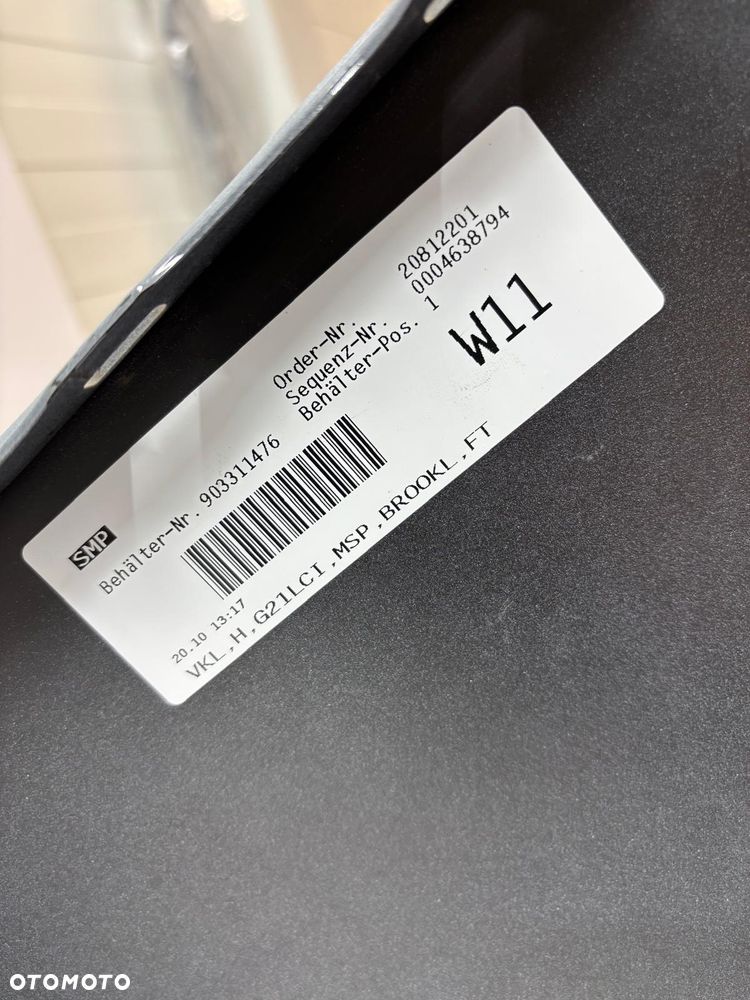 SMP
Behälter-Nr. 903311476
Order-Nr. 20812201
Sequenz-Nr. 0004638794
Behälter-Pos. 1
W11
20.10 13:17
VKL,H,G21LCI,MSP,BROOKL,FT
OTOMOTO